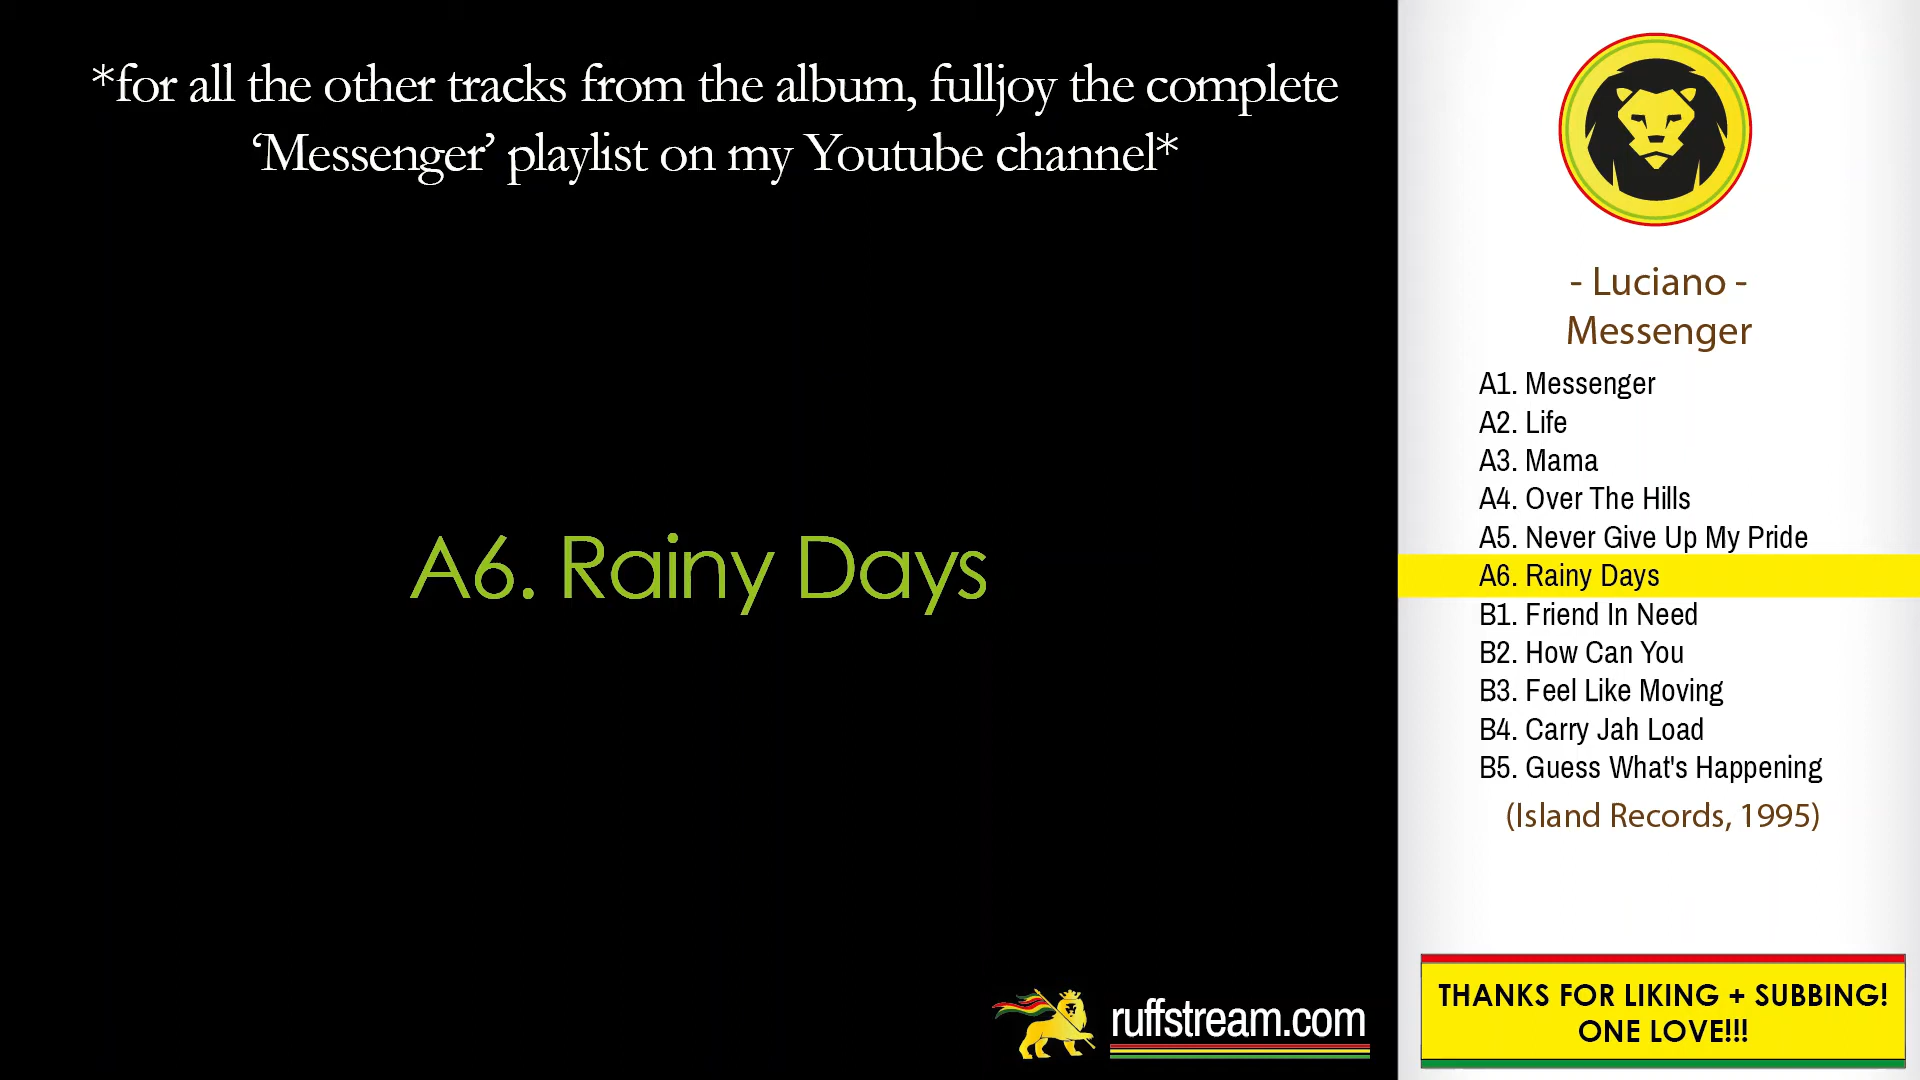 *for all the other tracks from the album, fulljoy the complete
‘Messenger’ playlist on my Youtube channel*
A6. Rainy Days
ruffstream.com
- Luciano -
Messenger
A1. Messenger
A2. Life
A3. Mama
A4. Over The Hills
A5. Never Give Up My Pride
A6. Rainy Days
B1. Friend In Need
B2. How Can You
B3. Feel Like Moving
B4. Carry Jah Load
B5. Guess What's Happening
(Island Records, 1995)
THANKS FOR LIKING + SUBBING!
ONE LOVE!!!